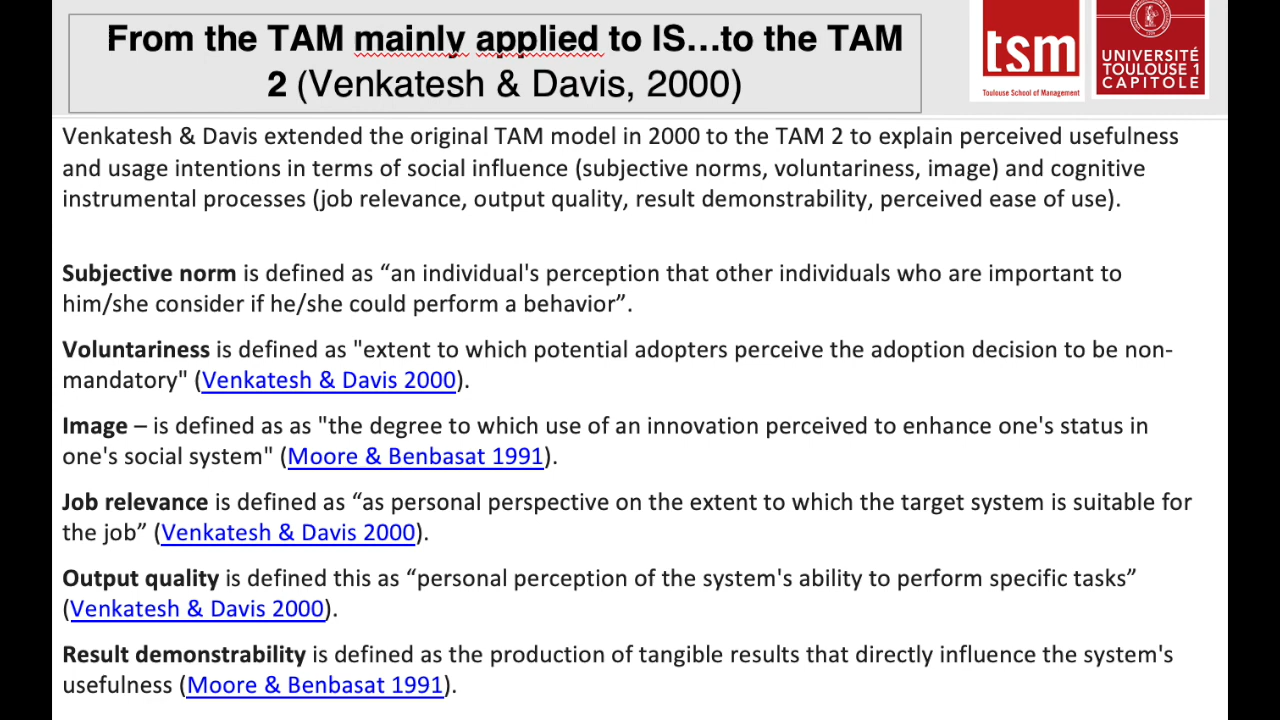 From the TAM mainly applied to IS...to the TAM
2 (Venkatesh & Davis, 2000)
tsm
Toulouse School of Management
UNIVERSITÉ
TOULOUSE 1
CAPITOLE
Venkatesh & Davis extended the original TAM model in 2000 to the TAM 2 to explain perceived usefulness
and usage intentions in terms of social influence (subjective norms, voluntariness, image) and cognitive
instrumental processes (job relevance, output quality, result demonstrability, perceived ease of use).
Subjective norm is defined as “an individual's perception that other individuals who are important to
him/she consider if he/she could perform a behavior”.
Voluntariness is defined as "extent to which potential adopters perceive the adoption decision to be non-
mandatory" (Venkatesh & Davis 2000).
Image – is defined as as "the degree to which use of an innovation perceived to enhance one's status in
one's social system" (Moore & Benbasat 1991).
Job relevance is defined as “as personal perspective on the extent to which the target system is suitable for
the job” (Venkatesh & Davis 2000).
Output quality is defined this as “personal perception of the system's ability to perform specific tasks”
(Venkatesh & Davis 2000).
Result demonstrability is defined as the production of tangible results that directly influence the system's
usefulness (Moore & Benbasat 1991).